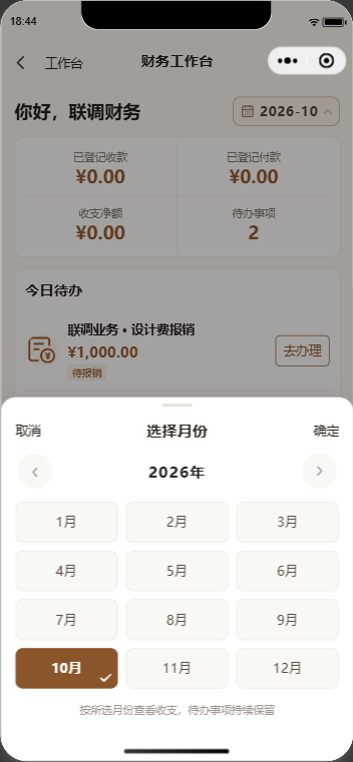 18:44
工作台
财务工作台
你好，联调财务
2026-10
已登记收款
已登记付款
¥0.00
¥0.00
收支净额
待办事项
¥0.00
2
今日待办
联调业务·设计费报销
¥1,000.00
去办理
待报销
取消
选择月份
确定
2026年
1月
2月
3月
4月
5月
6月
7月
8月
9月
10月
11月
12月
按所选月份查看收支，待办事项持续保留